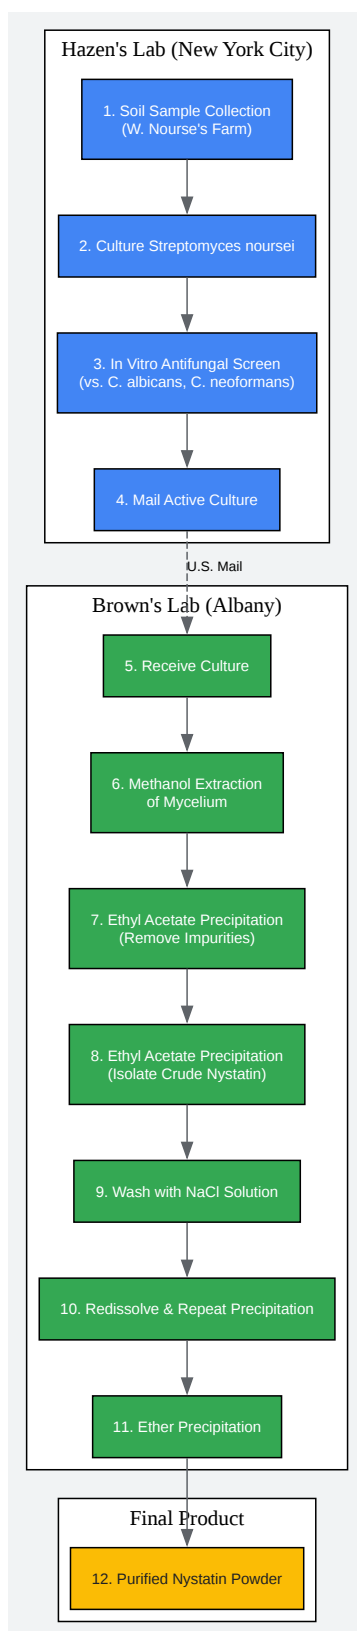 Hazen's Lab (New York City)
1. Soil Sample Collection
(W. Nourse's Farm)
2. Culture Streptomyces noursei
3. In Vitro Antifungal Screen
(vs. C. albicans, C. neoformans)
4. Mail Active Culture
U.S. Mail
Brown's Lab (Albany)
5. Receive Culture
6. Methanol Extraction
of Mycelium
7. Ethyl Acetate Precipitation
(Remove Impurities)
8. Ethyl Acetate Precipitation
(Isolate Crude Nystatin)
9. Wash with NaCl Solution
10. Redissolve & Repeat Precipitation
11. Ether Precipitation
Final Product
12. Purified Nystatin Powder